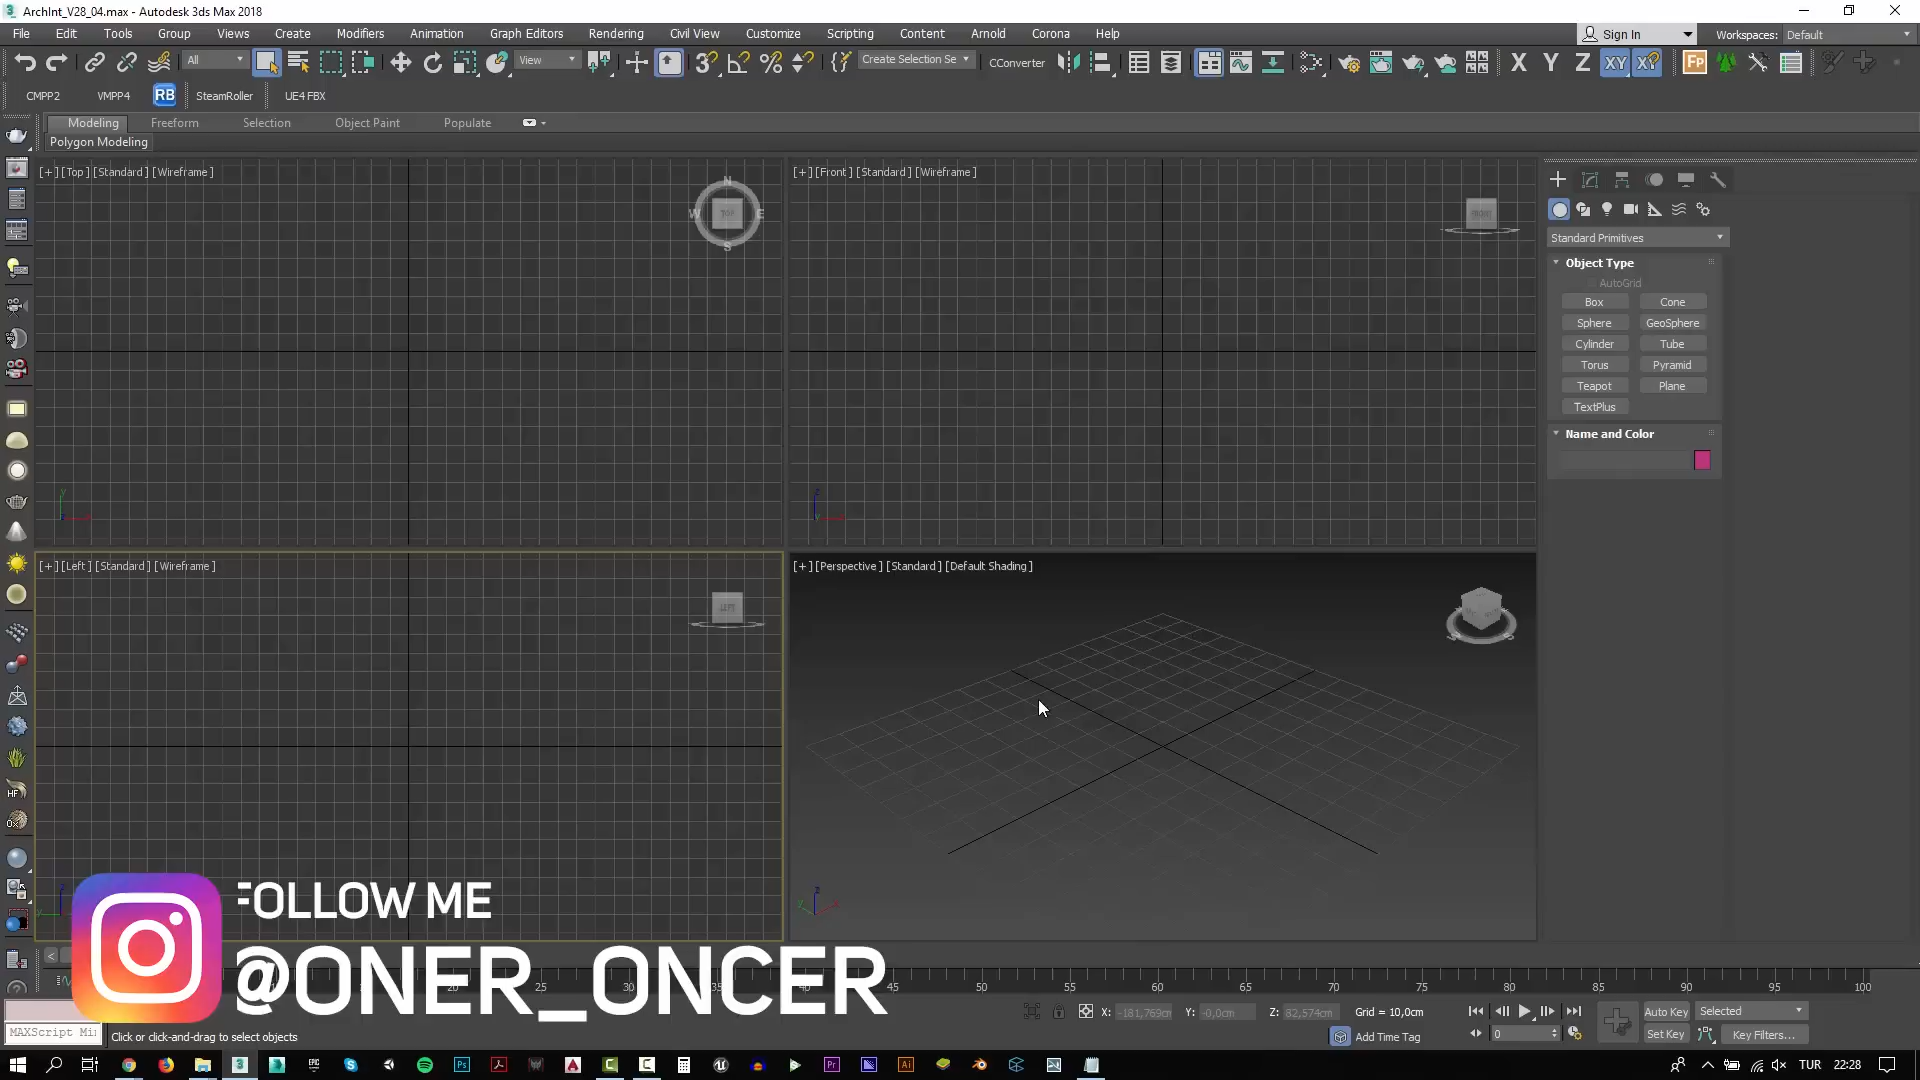 ArchInt_V28_04.max - Autodesk 3ds Max 2018
File Edit Tools Group Views Create Modifiers Animation Graph Editors Rendering Civil View Customize Scripting Content Arnold Corona Help
Sign In
Workspaces: Default
All
View
Create Selection Se
CConverter
X Y Z XY
Fp
CMPP2 VMPP4 RB SteamRoller UE4 FBX
Modeling Freeform Selection Object Paint Populate
Polygon Modeling
[+] [Top] [Standard] [Wireframe]
N
W TOP E
S
[+] [Front] [Standard] [Wireframe]
FRONT
Standard Primitives
Object Type
AutoGrid
Box Cone
Sphere GeoSphere
Cylinder Tube
Torus Pyramid
Teapot Plane
TextPlus
Name and Color
[+] [Left] [Standard] [Wireframe]
LEFT
[+] [Perspective] [Standard] [Default Shading]
FOLLOW ME
@ONER_ONCER
25 30 35 40 45 50 55 60 65 70 75 80 85 90 95 100
X: -181,769cm Y: -0,0cm Z: 82,574cm Grid = 10,0cm
Auto Key Selected
MAXScript Mi
Click or click-and-drag to select objects
Add Time Tag
0
Set Key Key Filters...
TUR 22:28